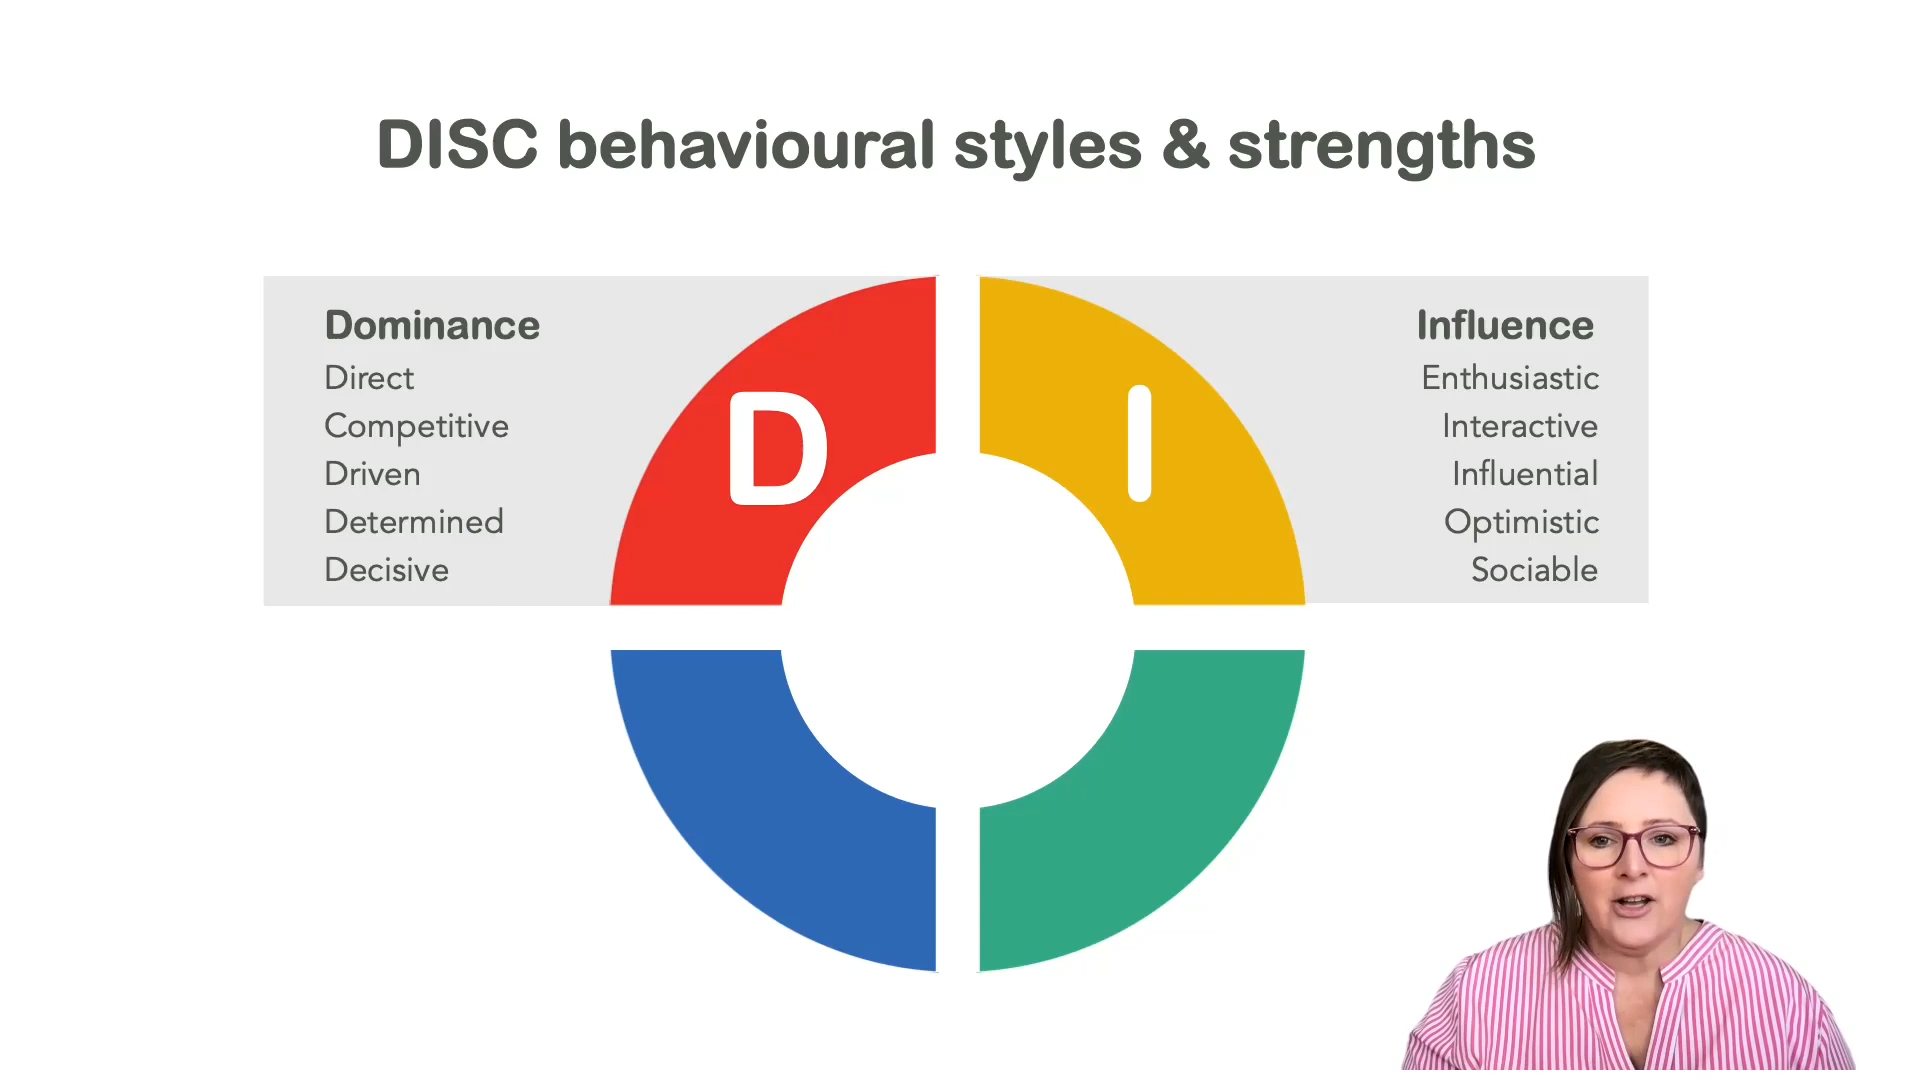 DISC behavioural styles & strengths
Dominance
Direct
Competitive
Driven
Determined
Decisive
D
I
Influence
Enthusiastic
Interactive
Influential
Optimistic
Sociable